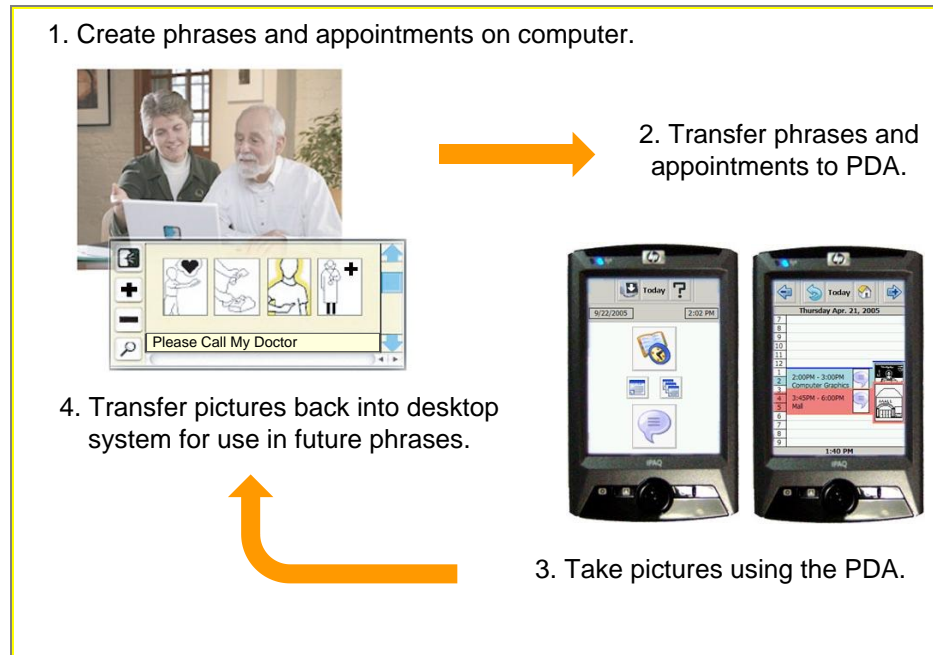 1. Create phrases and appointments on computer.
2. Transfer phrases and
appointments to PDA.
Please Call My Doctor
4. Transfer pictures back into desktop
system for use in future phrases.
hp
Today ?
9/22/2005 2:02 PM
iPAQ
hp
Today
Thursday Apr. 21, 2005
7
8
9
10
11
12
1
2
3
4
5
6
7
8
9
2:00PM - 3:00PM
Computer Graphics
3:45PM - 6:00PM
Mall
1:40 PM
iPAQ
3. Take pictures using the PDA.